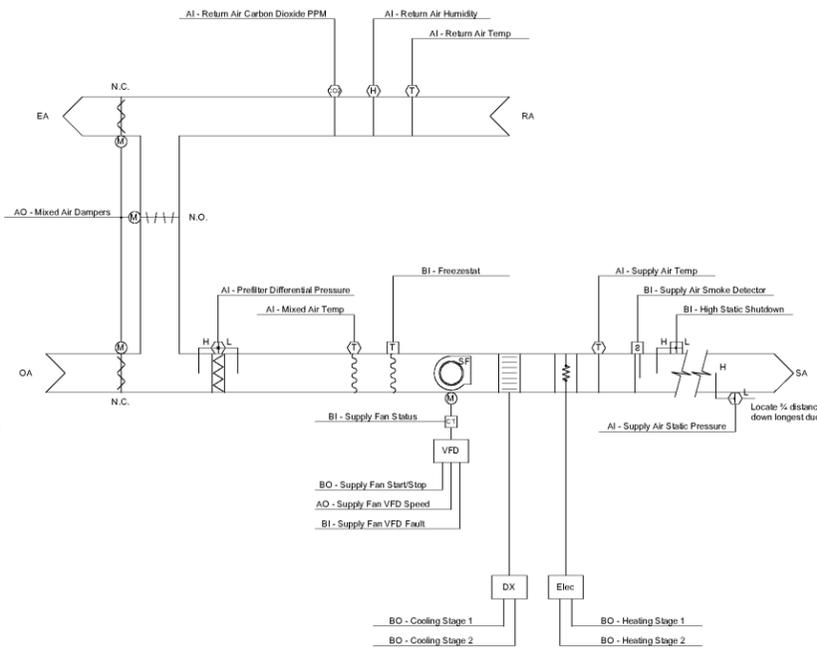 AI - Return Air Carbon Dioxide PPM
AI - Return Air Humidity
AI - Return Air Temp
N.C.
CO2
H
T
EA
RA
M
AO - Mixed Air Dampers
M
N.O.
AI - Prefilter Differential Pressure
AI - Mixed Air Temp
BI - Freezestat
AI - Supply Air Temp
BI - Supply Air Smoke Detector
BI - High Static Shutdown
M
H
L
T
T
T
S
H
L
OA
SF
H
SA
N.C.
M
L
Locate ¾ distanc
down longest duc
BI - Supply Fan Status
CT
AI - Supply Air Static Pressure
VFD
BO - Supply Fan Start/Stop
AO - Supply Fan VFD Speed
BI - Supply Fan VFD Fault
DX
Elec
BO - Cooling Stage 1
BO - Heating Stage 1
BO - Cooling Stage 2
BO - Heating Stage 2